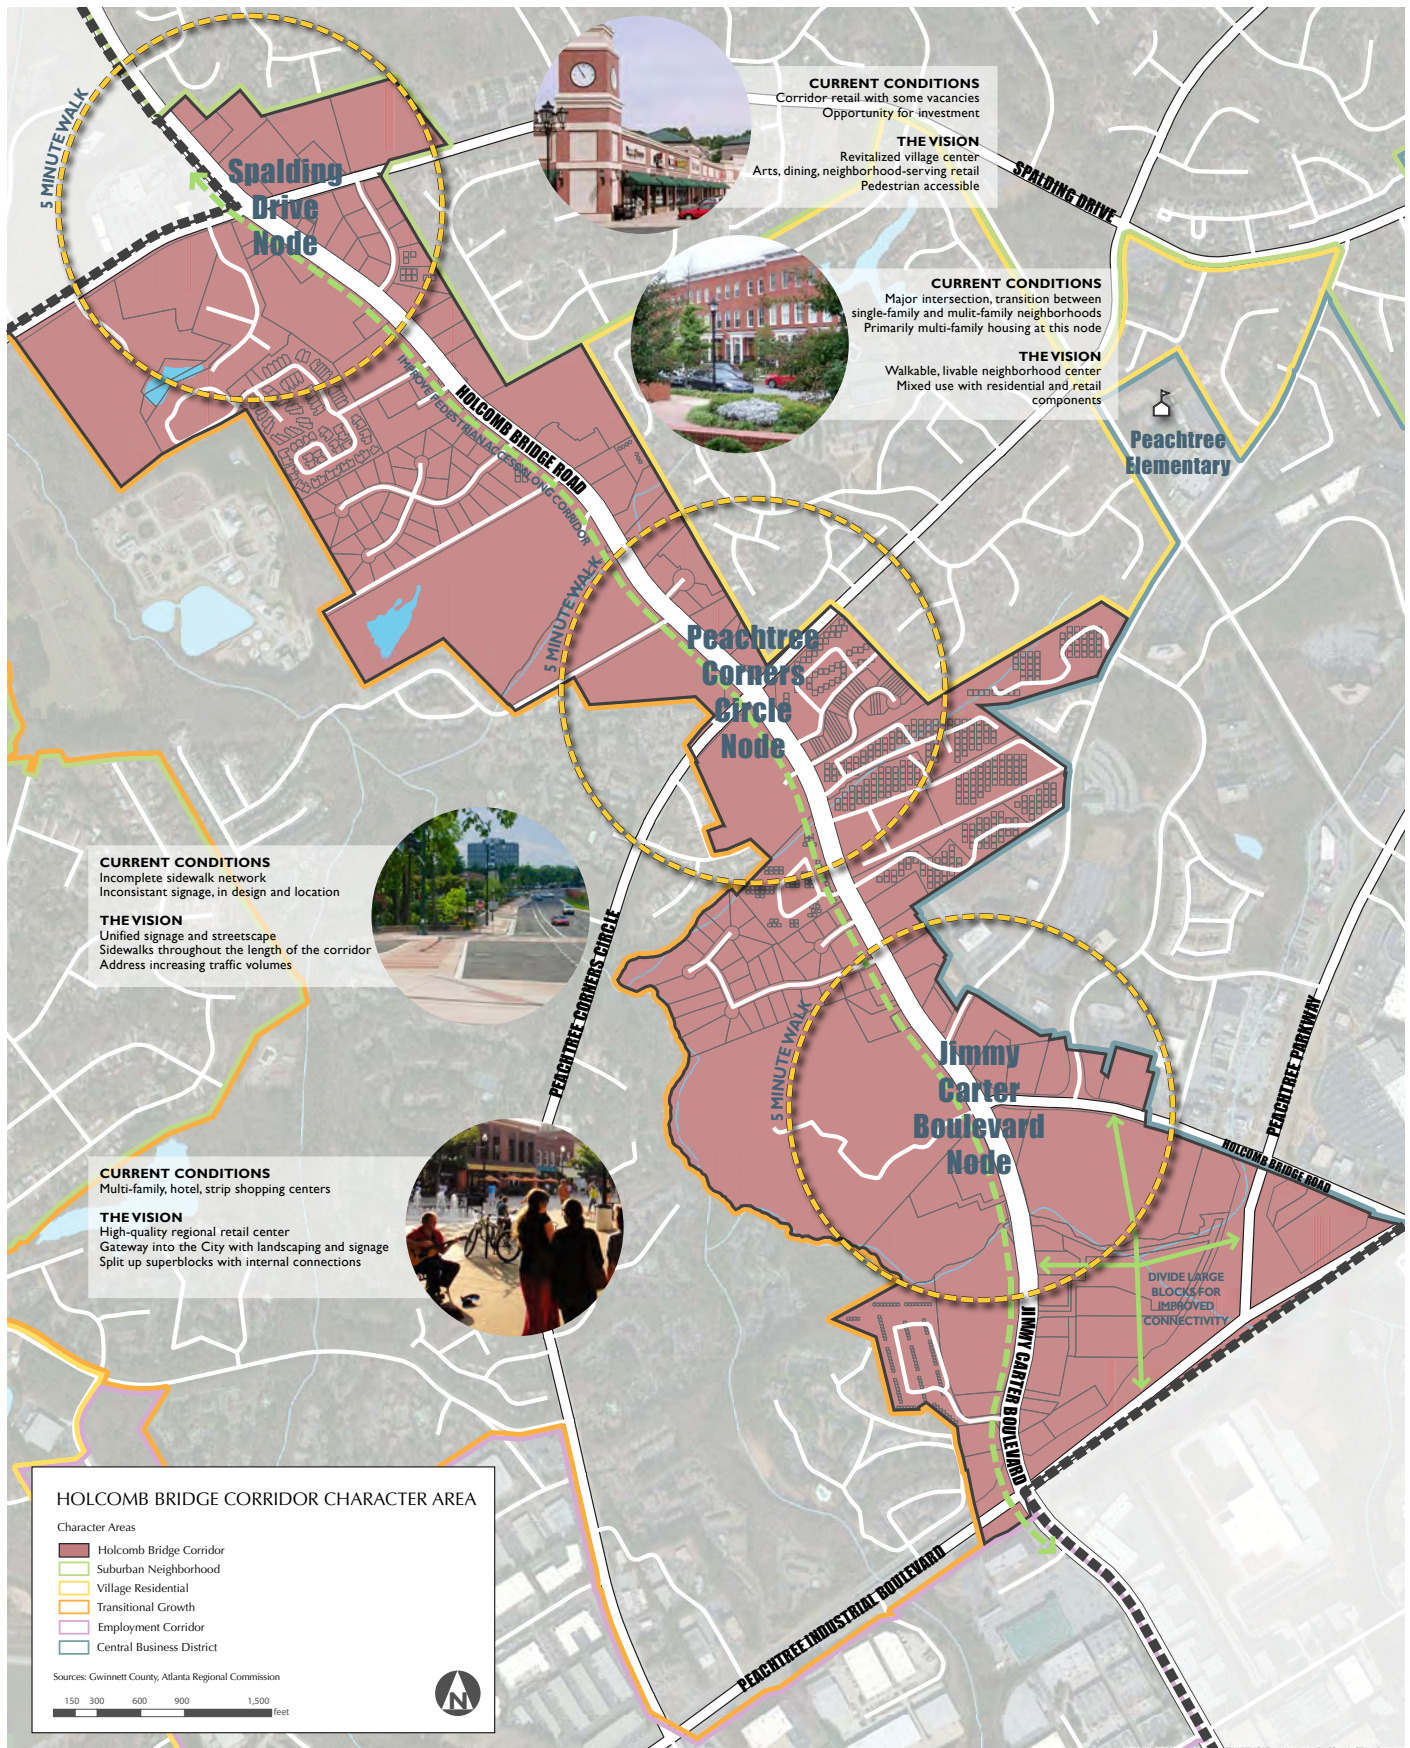 5 MINUTE WALK
Spalding
Drive
Node
CURRENT CONDITIONS
Corridor retail with some vacancies
Opportunity for investment
THE VISION
Revitalized village center
Arts, dining, neighborhood-serving retail
Pedestrian accessible
SPALDING DRIVE
CURRENT CONDITIONS
Major intersection, transition between
single-family and mulit-family neighborhoods
Primarily multi-family housing at this node
THE VISION
Walkable, livable neighborhood center
Mixed use with residential and retail
components
Peachtree
Elementary
HOLCOMB BRIDGE ROAD
IMPROVE PEDESTRIAN ACCESS ALONG CORRIDOR
5 MINUTE WALK
Peachtree
Corners
Circle
Node
CURRENT CONDITIONS
Incomplete sidewalk network
Inconsistant signage, in design and location
THE VISION
Unified signage and streetscape
Sidewalks throughout the length of the corridor
Address increasing traffic volumes
PEACHTREE CORNERS CIRCLE
5 MINUTE WALK
Jimmy
Carter
Boulevard
Node
PEACHTREE PARKWAY
HOLCOMB BRIDGE ROAD
CURRENT CONDITIONS
Multi-family, hotel, strip shopping centers
THE VISION
High-quality regional retail center
Gateway into the City with landscaping and signage
Split up superblocks with internal connections
DIVIDE LARGE
BLOCKS FOR
IMPROVED
CONNECTIVITY
JIMMY CARTER BOULEVARD
PEACHTREE INDUSTRIAL BOULEVARD
HOLCOMB BRIDGE CORRIDOR CHARACTER AREA
Character Areas
Holcomb Bridge Corridor
Suburban Neighborhood
Village Residential
Transitional Growth
Employment Corridor
Central Business District
Sources: Gwinnett County, Atlanta Regional Commission
150 300 600 900 1,500
feet
N